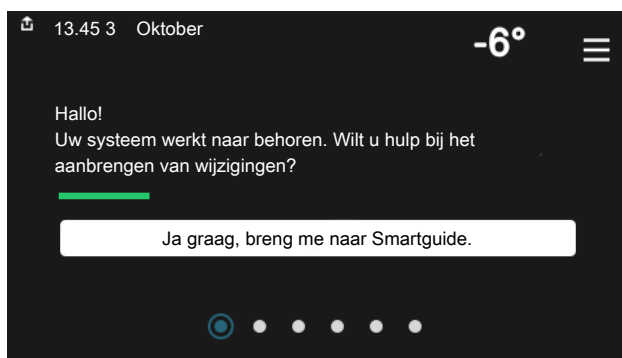 13.45 3 Oktober
-6°
Hallo!
Uw systeem werkt naar behoren. Wilt u hulp bij het
aanbrengen van wijzigingen?
Ja graag, breng me naar Smartguide.